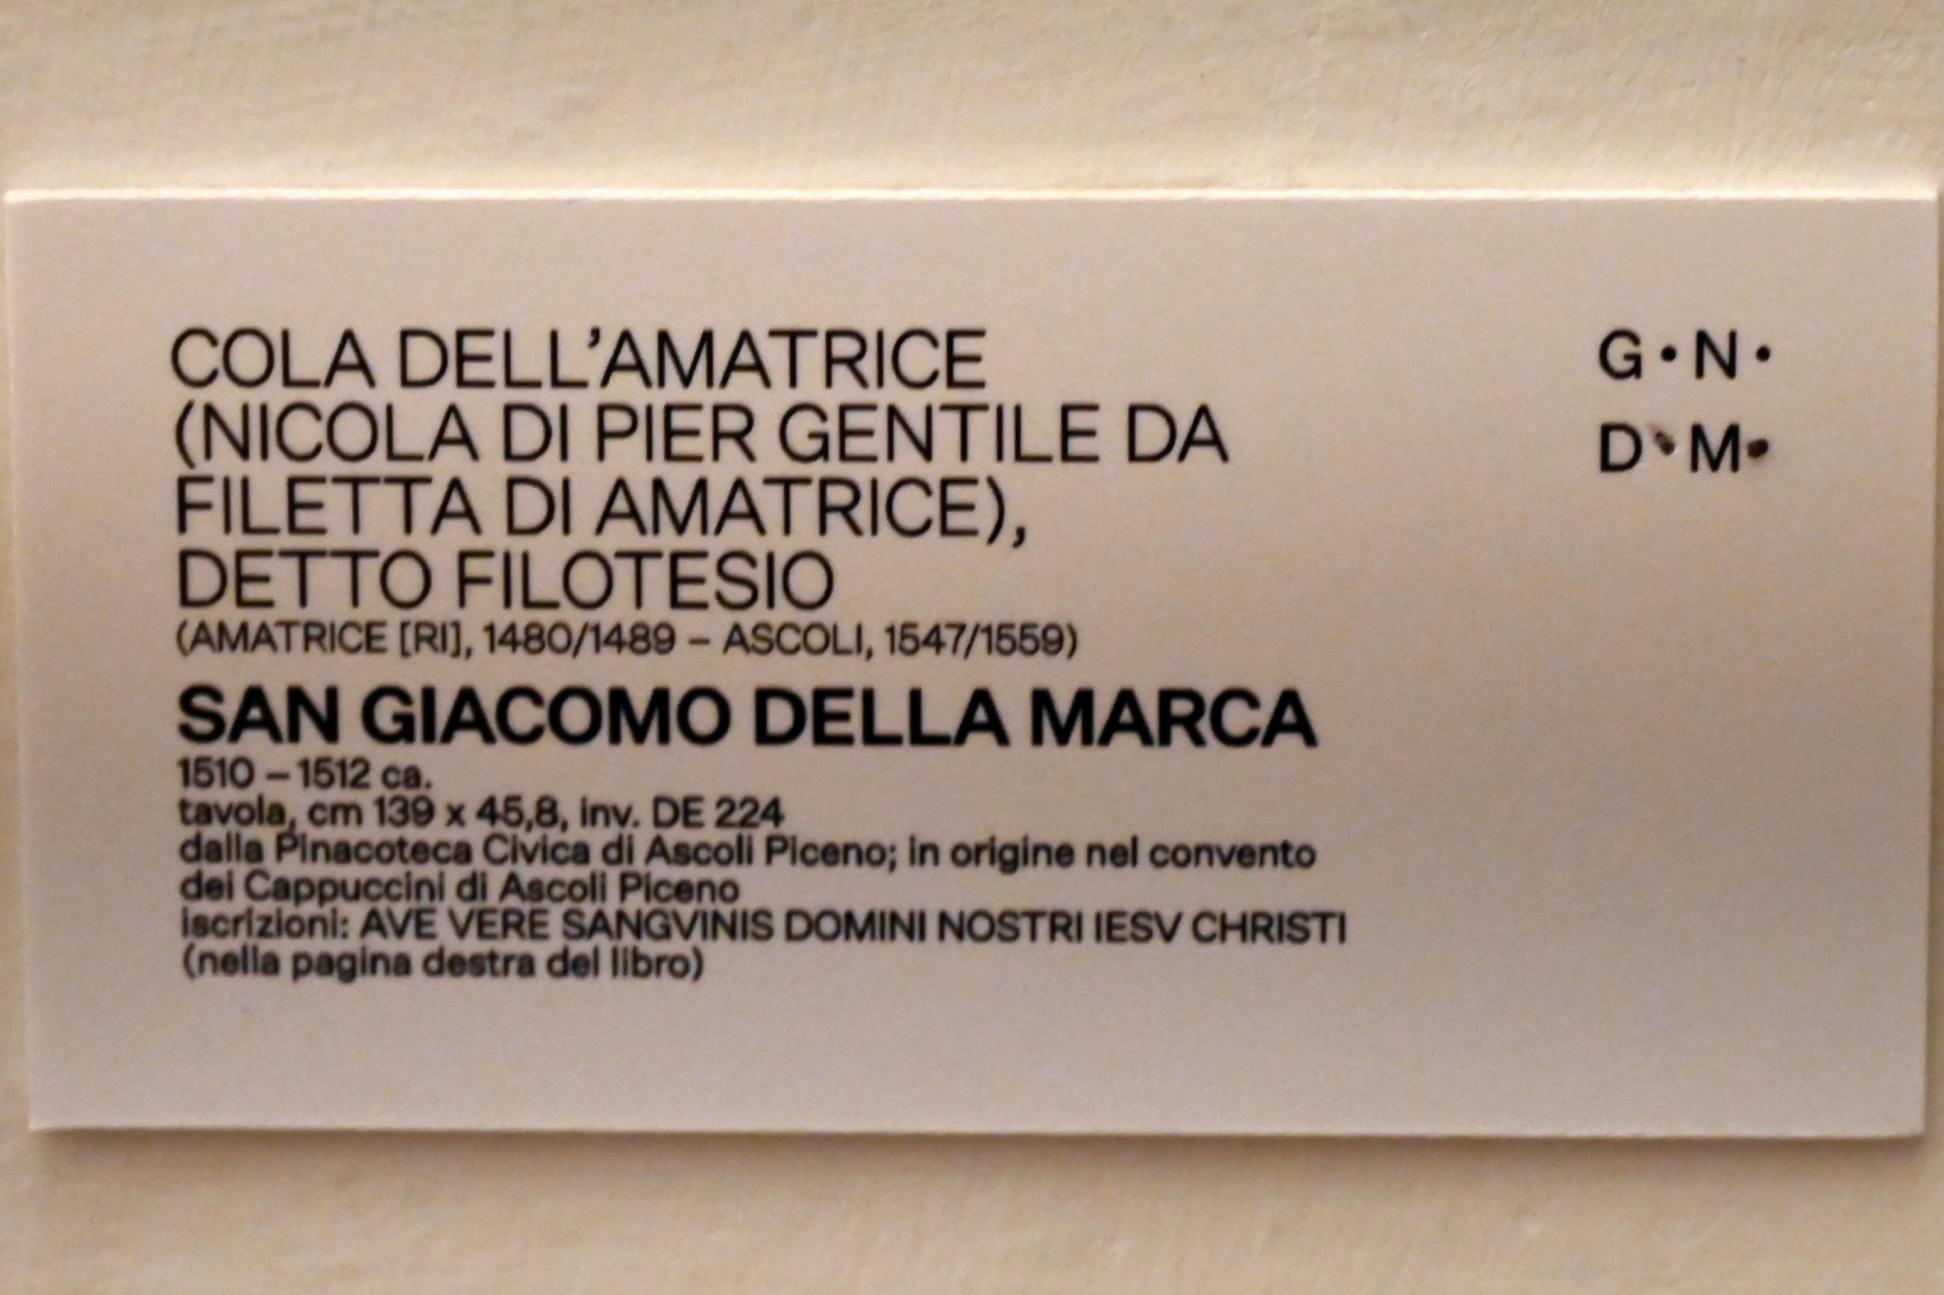 COLA DELL'AMATRICE
(NICOLA DI PIER GENTILE DA
FILETTA DI AMATRICE),
DETTO FILOTESIO
(AMATRICE [RI], 1480/1489 – ASCOLI, 1547/1559)
SAN GIACOMO DELLA MARCA
1510 – 1512 ca.
tavola, cm 139 x 45,8, inv. DE 224
dalla Pinacoteca Civica di Ascoli Piceno; in origine nel convento
dei Cappuccini di Ascoli Piceno
iscrizioni: AVE VERE SANGVINIS DOMINI NOSTRI IESV CHRISTI
(nella pagina destra del libro)
G·N·
D·M·